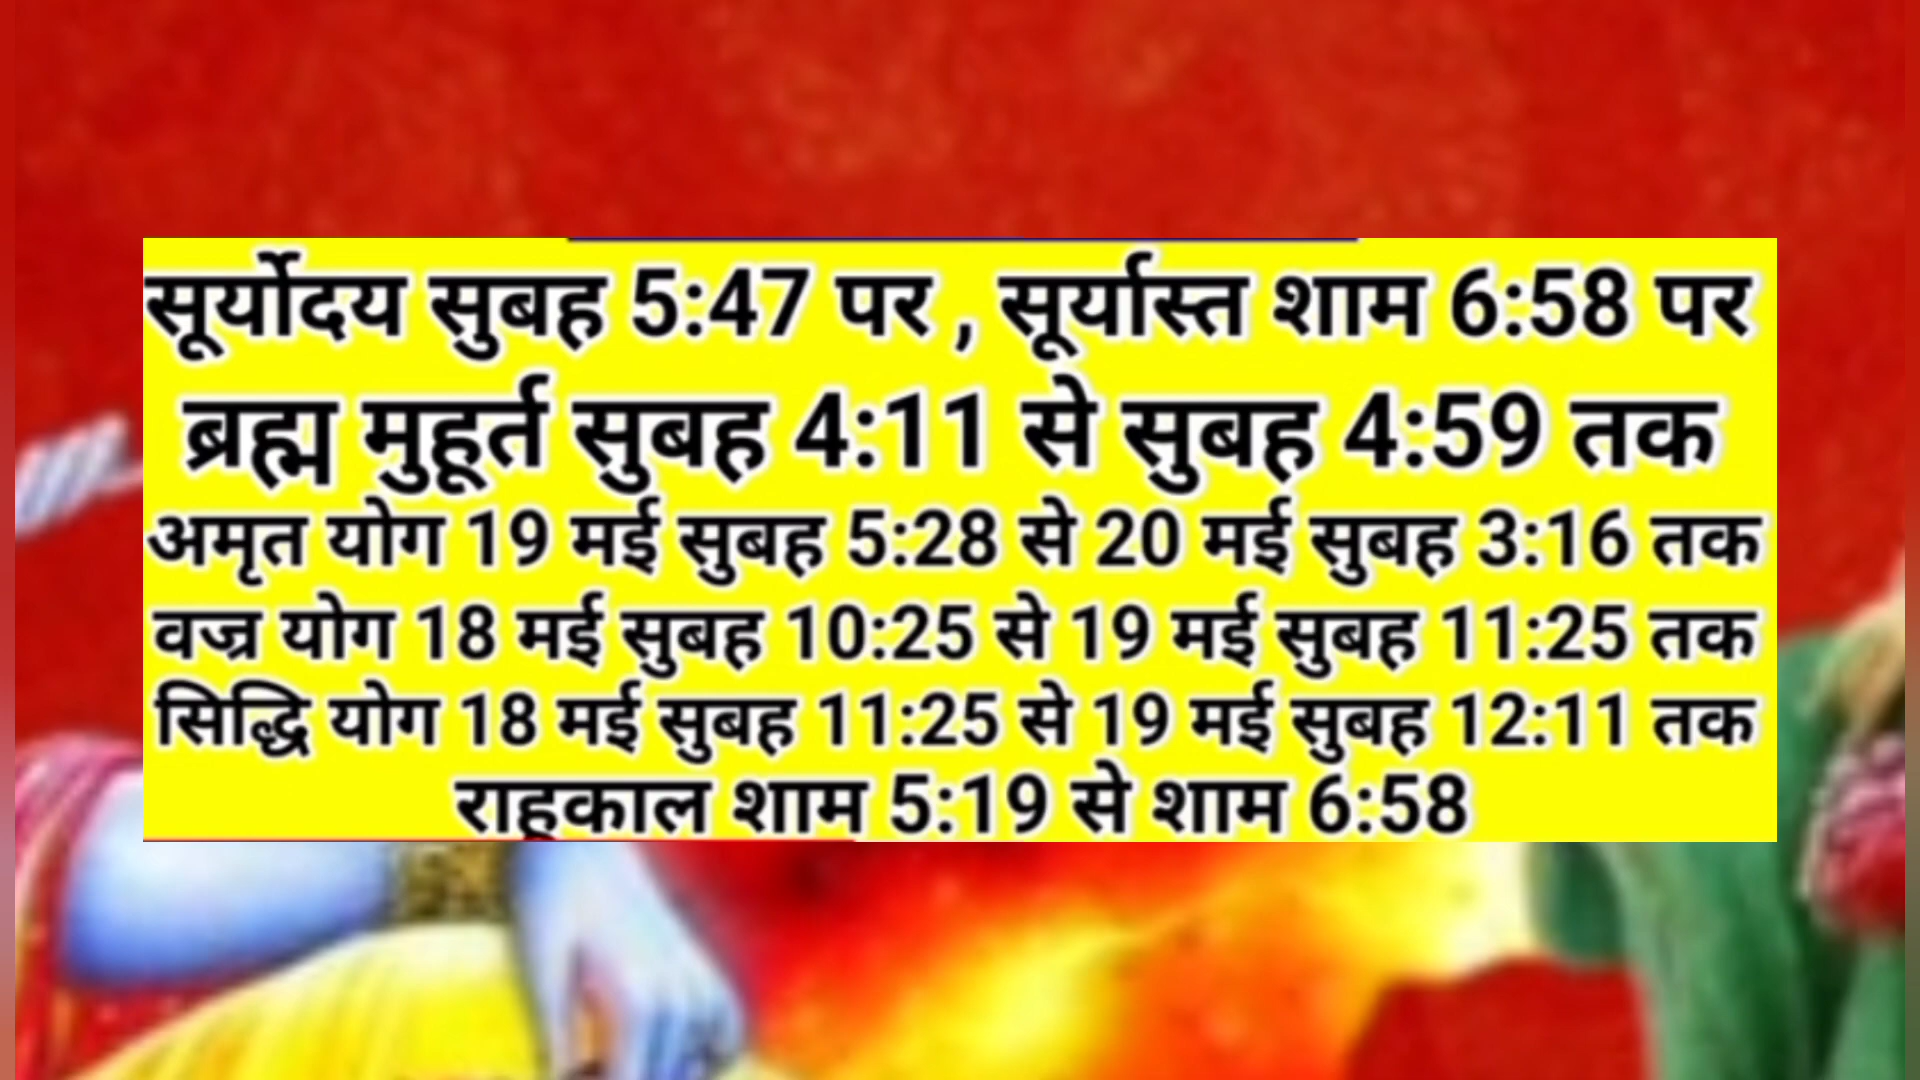 सूर्योदय सुबह 5:47 पर , सूर्यास्त शाम 6:58 पर
ब्रह्म मुहूर्त सुबह 4:11 से सुबह 4:59 तक
अमृत योग 19 मई सुबह 5:28 से 20 मई सुबह 3:16 तक
वज्र योग 18 मई सुबह 10:25 से 19 मई सुबह 11:25 तक
सिद्धि योग 18 मई सुबह 11:25 से 19 मई सुबह 12:11 तक
राहुकाल शाम 5:19 से शाम 6:58